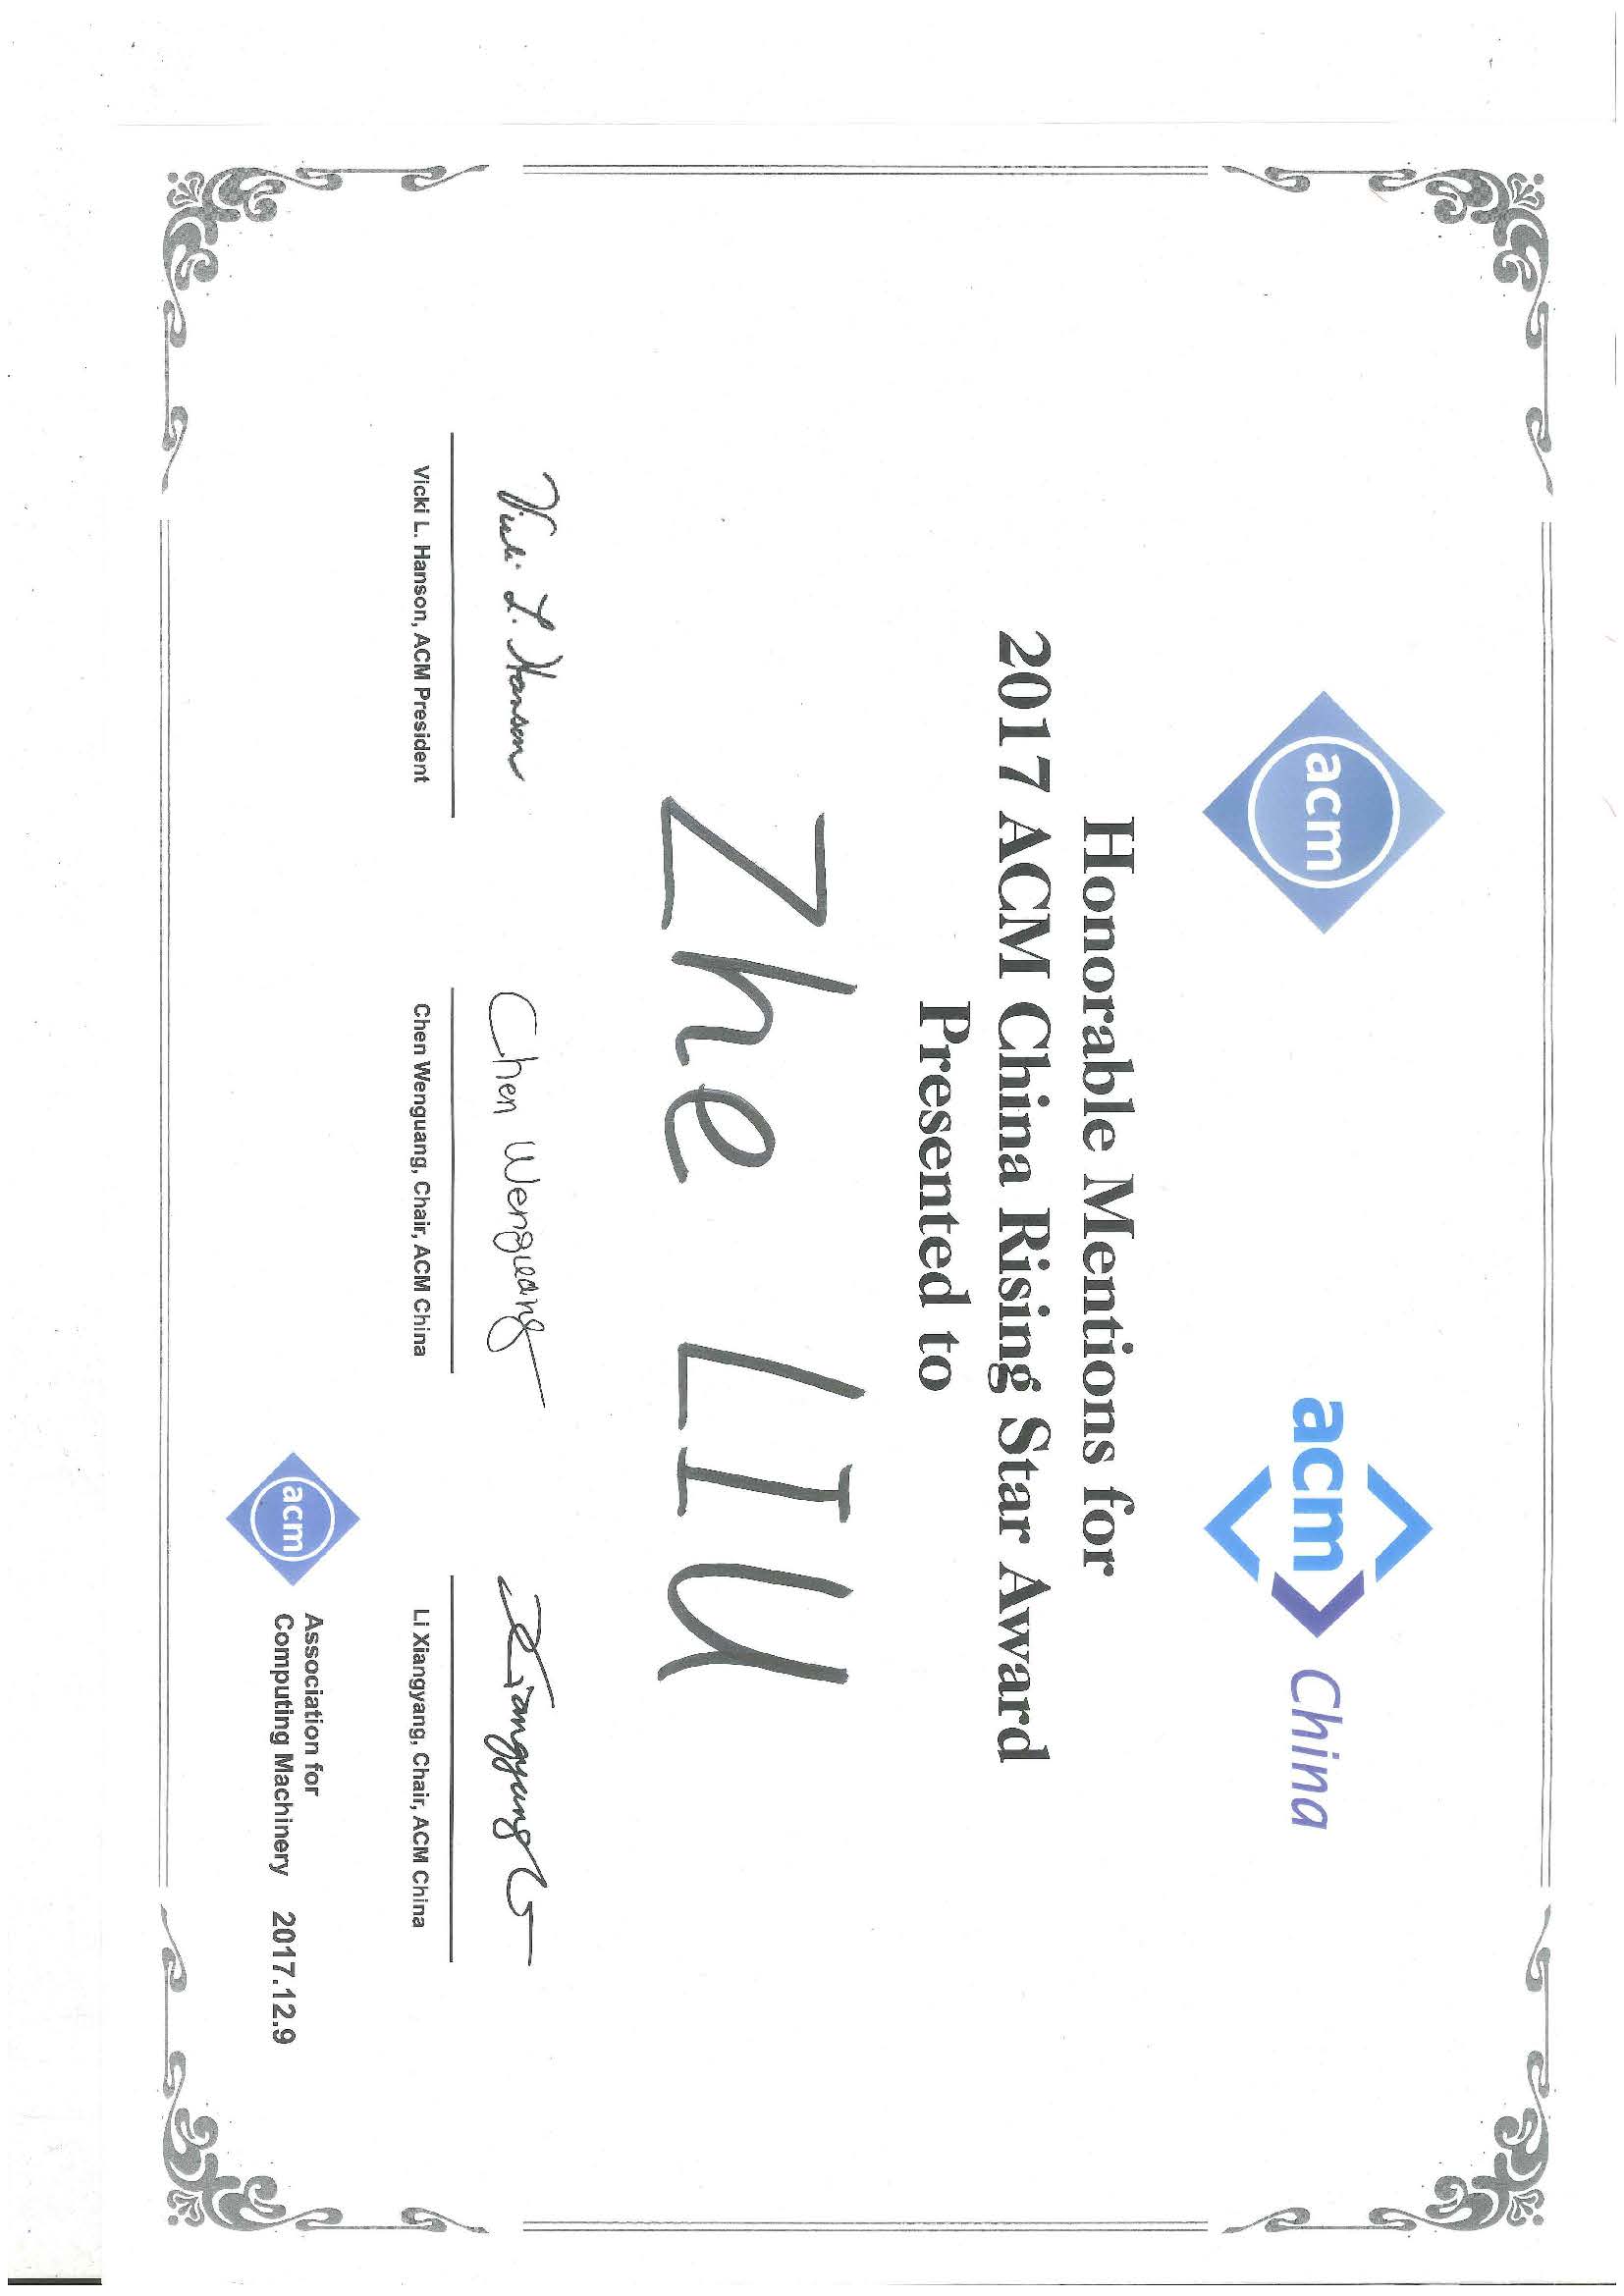 acm
acm China
Honorable Mentions for
2017 ACM China Rising Star Award
Presented to
Zhe LIU
Vicki L. Hanson
Chen Wenguang
Xiangyang Li
Vicki L. Hanson, ACM President
Chen Wenguang, Chair, ACM China
Li Xiangyang, Chair, ACM China
acm
Association for
Computing Machinery 2017.12.9